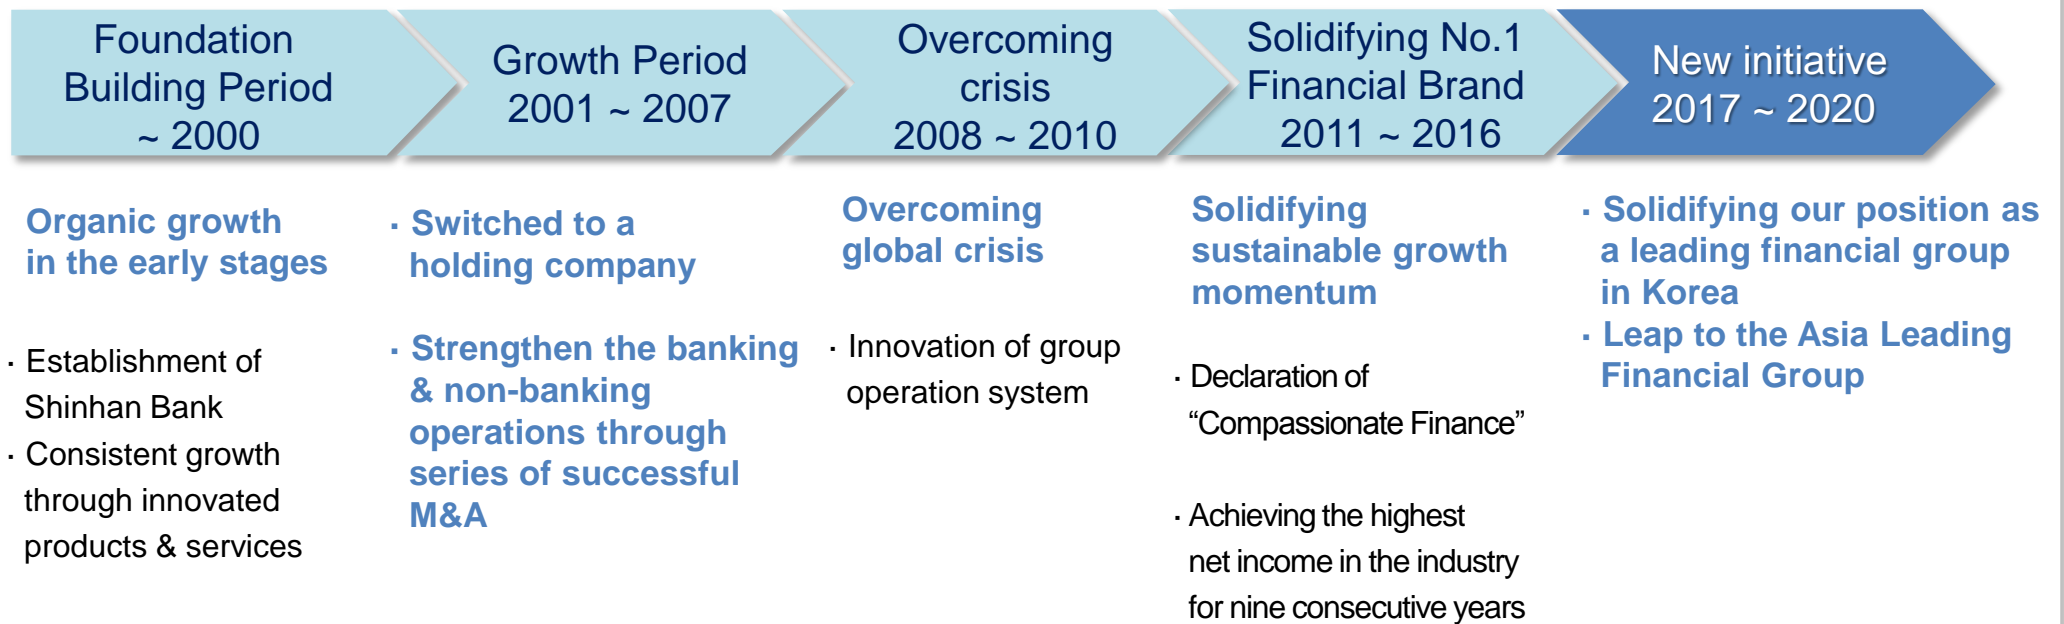 Foundation
Building Period
~ 2000
Growth Period
2001 ~ 2007
Overcoming
crisis
2008 ~ 2010
Solidifying No.1
Financial Brand
2011 ~ 2016
New initiative
2017 ~ 2020
Organic growth
in the early stages
· Establishment of
Shinhan Bank
· Consistent growth
through innovated
products & services
· Switched to a
holding company
· Strengthen the banking
& non-banking
operations through
series of successful
M&A
Overcoming
global crisis
· Innovation of group
operation system
Solidifying
sustainable growth
momentum
· Declaration of
“Compassionate Finance”
· Achieving the highest
net income in the industry
for nine consecutive years
· Solidifying our position as
a leading financial group
in Korea
· Leap to the Asia Leading
Financial Group